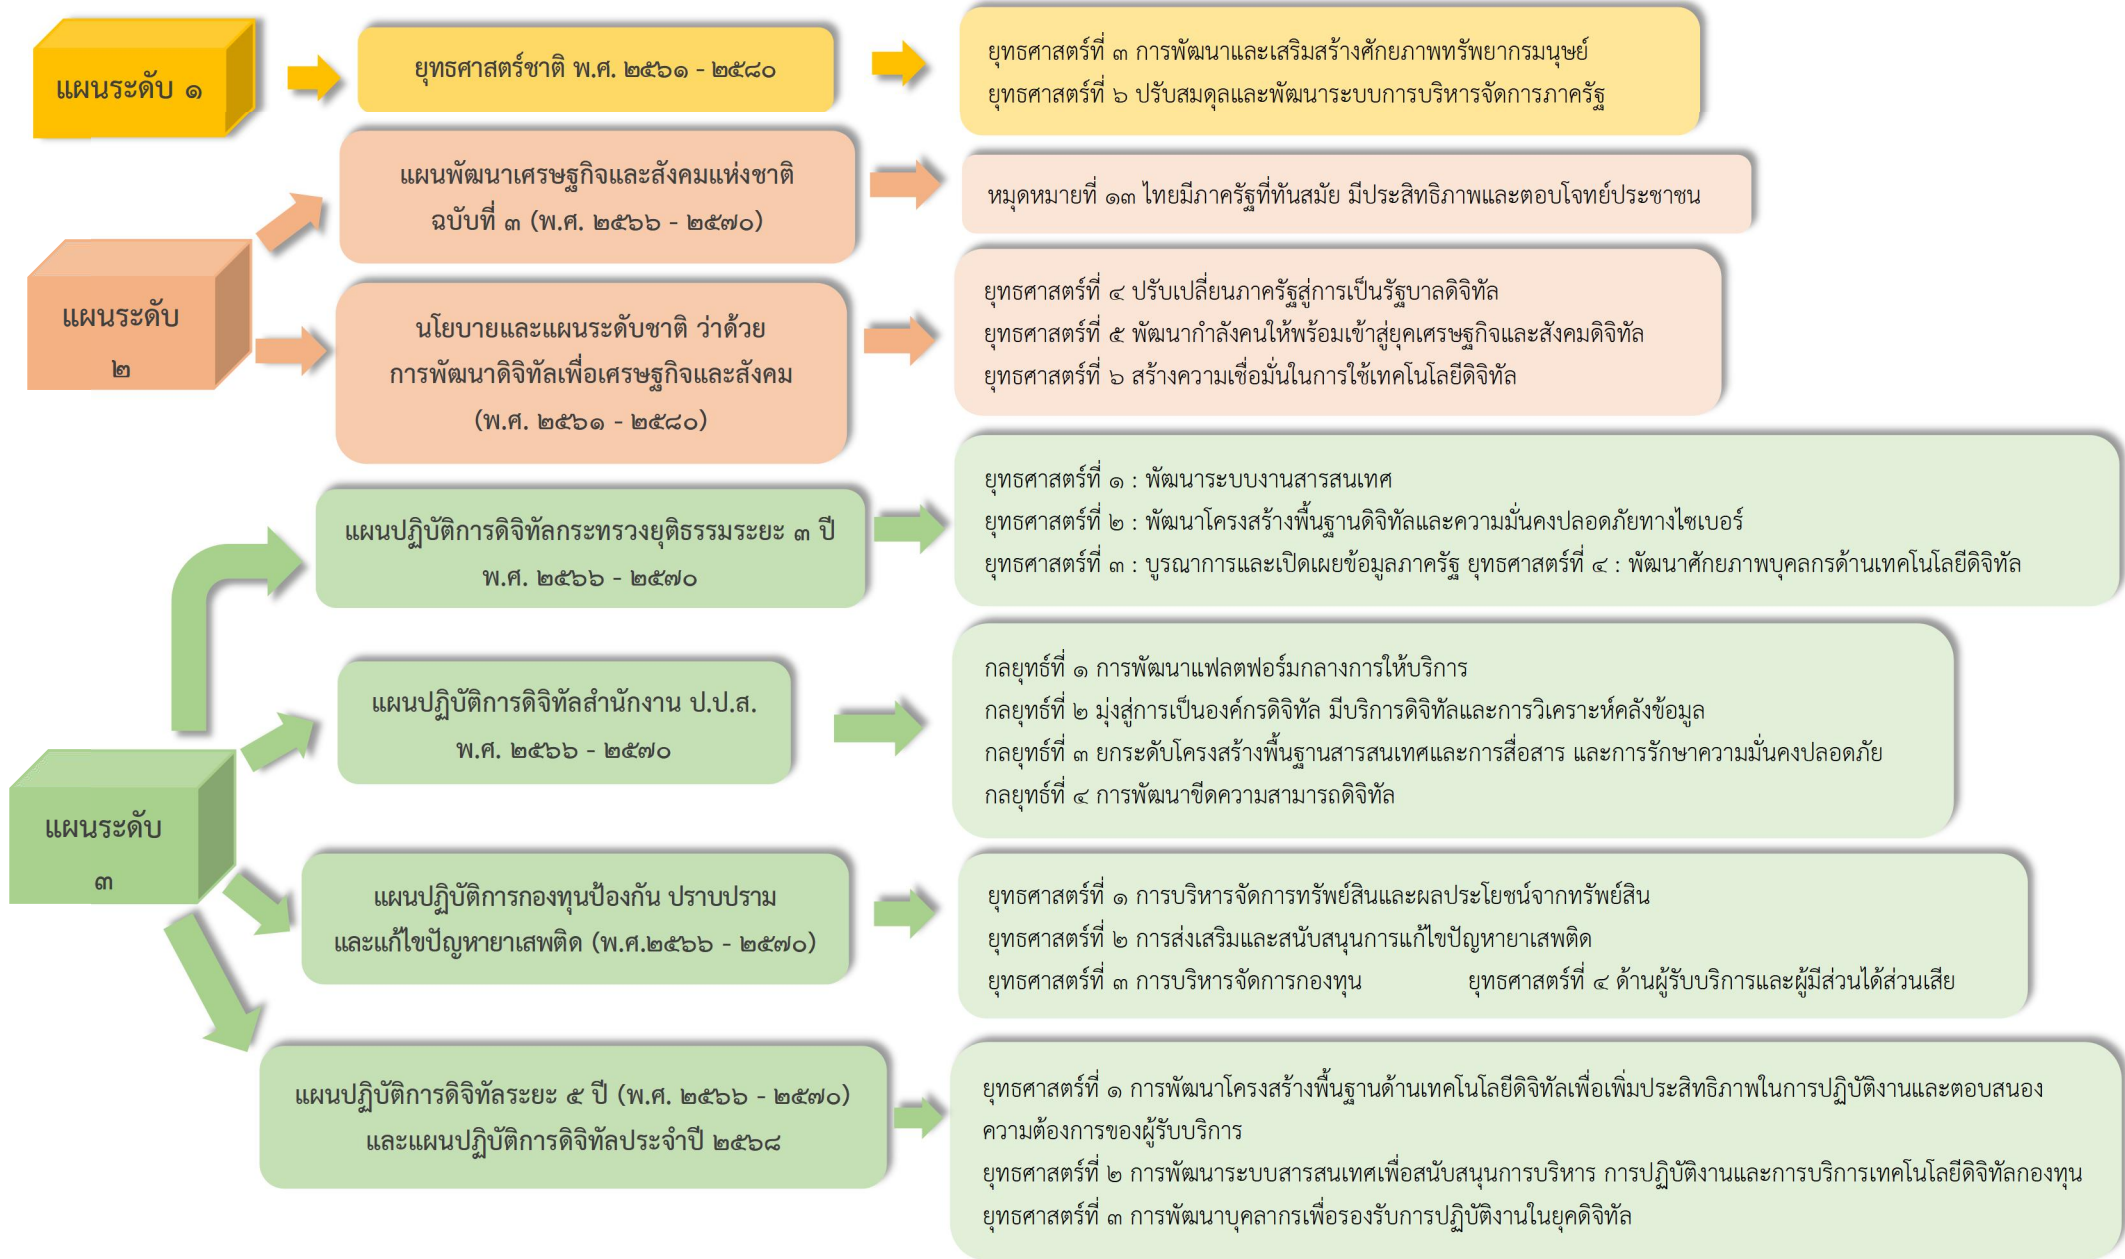 แผนระดับ ๑
ยุทธศาสตร์ชาติ พ.ศ. ๒๕๖๑ - ๒๕๘๐
ยุทธศาสตร์ที่ ๓ การพัฒนาและเสริมสร้างศักยภาพทรัพยากรมนุษย์
ยุทธศาสตร์ที่ ๖ ปรับสมดุลและพัฒนาระบบการบริหารจัดการภาครัฐ
แผนระดับ
๒
แผนพัฒนาเศรษฐกิจและสังคมแห่งชาติ
ฉบับที่ ๓ (พ.ศ. ๒๕๖๖ - ๒๕๗๐)
หมุดหมายที่ ๑๓ ไทยมีภาครัฐที่ทันสมัย มีประสิทธิภาพและตอบโจทย์ประชาชน
นโยบายและแผนระดับชาติ ว่าด้วย
การพัฒนาดิจิทัลเพื่อเศรษฐกิจและสังคม
(พ.ศ. ๒๕๖๑ - ๒๕๘๐)
ยุทธศาสตร์ที่ ๔ ปรับเปลี่ยนภาครัฐสู่การเป็นรัฐบาลดิจิทัล
ยุทธศาสตร์ที่ ๕ พัฒนากำลังคนให้พร้อมเข้าสู่ยุคเศรษฐกิจและสังคมดิจิทัล
ยุทธศาสตร์ที่ ๖ สร้างความเชื่อมั่นในการใช้เทคโนโลยีดิจิทัล
แผนระดับ
๓
แผนปฏิบัติการดิจิทัลกระทรวงยุติธรรมระยะ ๓ ปี
พ.ศ. ๒๕๖๖ - ๒๕๗๐
ยุทธศาสตร์ที่ ๑ : พัฒนาระบบงานสารสนเทศ
ยุทธศาสตร์ที่ ๒ : พัฒนาโครงสร้างพื้นฐานดิจิทัลและความมั่นคงปลอดภัยทางไซเบอร์
ยุทธศาสตร์ที่ ๓ : บูรณาการและเปิดเผยข้อมูลภาครัฐ ยุทธศาสตร์ที่ ๔ : พัฒนาศักยภาพบุคลกรด้านเทคโนโลยีดิจิทัล
แผนปฏิบัติการดิจิทัลสำนักงาน ป.ป.ส.
พ.ศ. ๒๕๖๖ - ๒๕๗๐
กลยุทธ์ที่ ๑ การพัฒนาแฟลตฟอร์มกลางการให้บริการ
กลยุทธ์ที่ ๒ มุ่งสู่การเป็นองค์กรดิจิทัล มีบริการดิจิทัลและการวิเคราะห์คลังข้อมูล
กลยุทธ์ที่ ๓ ยกระดับโครงสร้างพื้นฐานสารสนเทศและการสื่อสาร และการรักษาความมั่นคงปลอดภัย
กลยุทธ์ที่ ๔ การพัฒนาขีดความสามารถดิจิทัล
แผนปฏิบัติการกองทุนป้องกัน ปราบปราม
และแก้ไขปัญหายาเสพติด (พ.ศ.๒๕๖๖ - ๒๕๗๐)
ยุทธศาสตร์ที่ ๑ การบริหารจัดการทรัพย์สินและผลประโยชน์จากทรัพย์สิน
ยุทธศาสตร์ที่ ๒ การส่งเสริมและสนับสนุนการแก้ไขปัญหายาเสพติด
ยุทธศาสตร์ที่ ๓ การบริหารจัดการกองทุน ยุทธศาสตร์ที่ ๔ ด้านผู้รับบริการและผู้มีส่วนได้ส่วนเสีย
แผนปฏิบัติการดิจิทัลระยะ ๕ ปี (พ.ศ. ๒๕๖๖ - ๒๕๗๐)
และแผนปฏิบัติการดิจิทัลประจำปี ๒๕๖๘
ยุทธศาสตร์ที่ ๑ การพัฒนาโครงสร้างพื้นฐานด้านเทคโนโลยีดิจิทัลเพื่อเพิ่มประสิทธิภาพในการปฏิบัติงานและตอบสนอง
ความต้องการของผู้รับบริการ
ยุทธศาสตร์ที่ ๒ การพัฒนาระบบสารสนเทศเพื่อสนับสนุนการบริหาร การปฏิบัติงานและการบริการเทคโนโลยีดิจิทัลกองทุน
ยุทธศาสตร์ที่ ๓ การพัฒนาบุคลากรเพื่อรองรับการปฏิบัติงานในยุคดิจิทัล